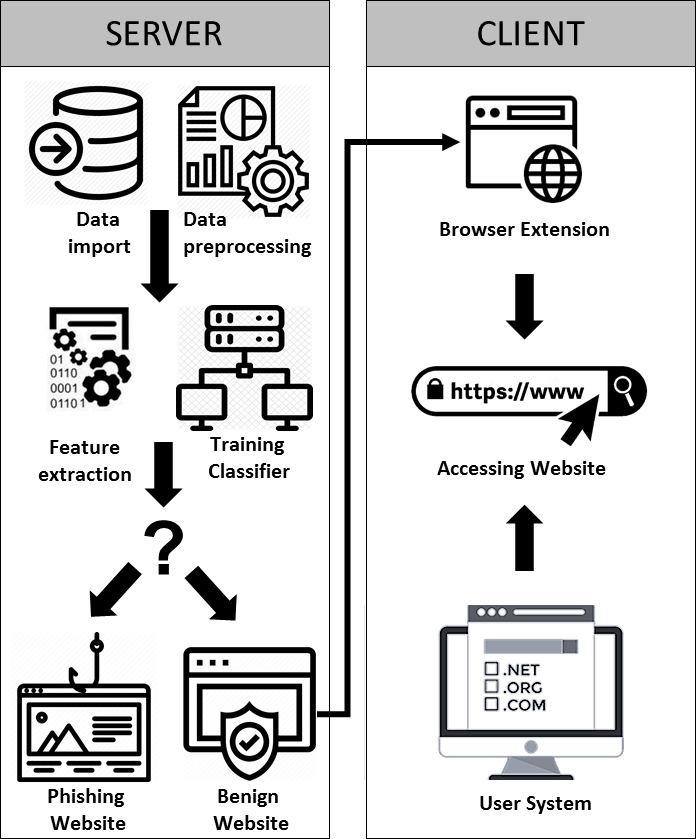 SERVER
Data
import
Data
preprocessing
01
0110
0001
01101
Feature
extraction
Training
Classifier
?
Phishing
Website
Benign
Website
CLIENT
Browser Extension
https://www
Accessing Website
.NET
.ORG
.COM
User System